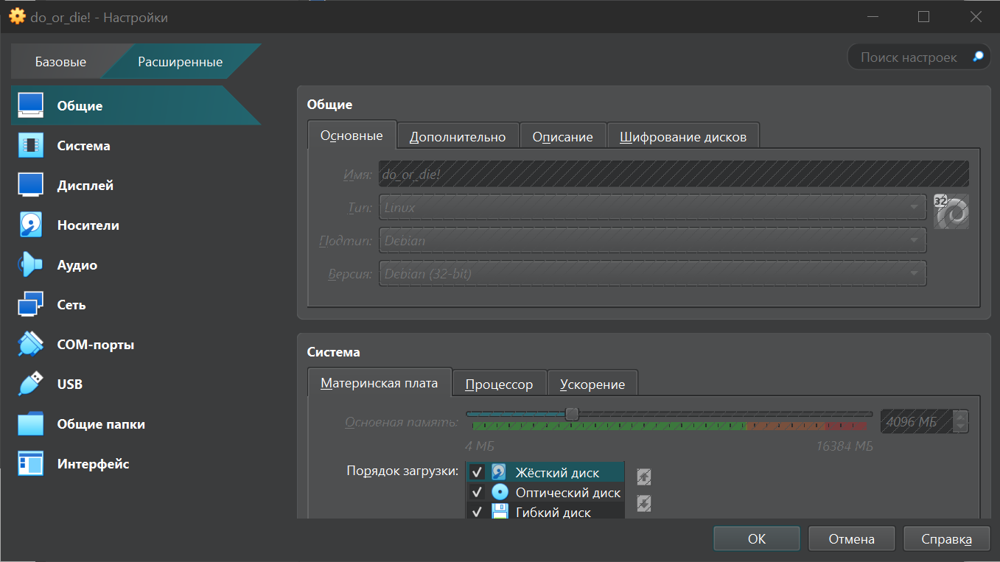 do_or_die! - Настройки
Базовые
Расширенные
Поиск настроек
Общие
Система
Дисплей
Носители
Аудио
Сеть
COM-порты
USB
Общие папки
Интерфейс
Общие
Основные
Дополнительно
Описание
Шифрование дисков
Имя: do_or_die!
Тип: Linux
32
Подтип: Debian
Версия: Debian (32-bit)
Система
Материнская плата
Процессор
Ускорение
Основная память:
4096 МБ
4 МБ
16384 МБ
Порядок загрузки:
Жёсткий диск
Оптический диск
Гибкий диск
OK
Отмена
Справка